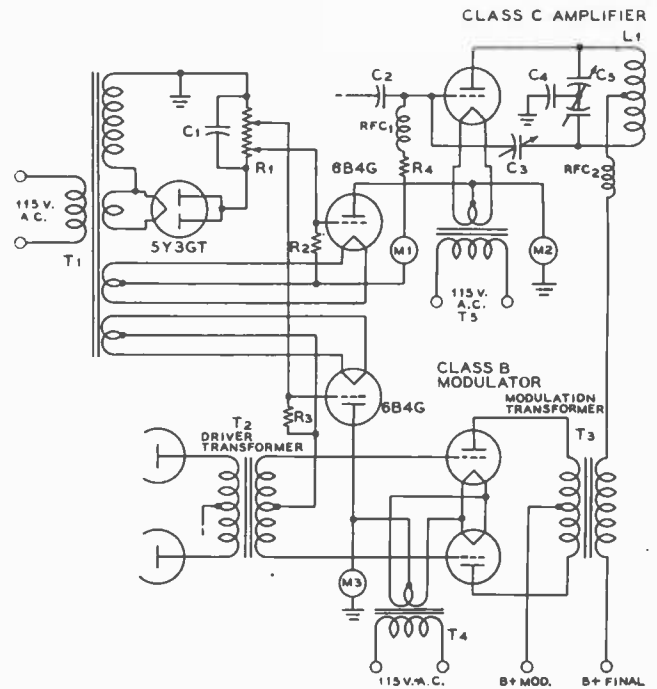 CLASS C AMPLIFIER
L1
C2
C4
C5
RFC1
C1
R1
6B4G
R4
C3
RFC2
115 V.
A.C.
T1
5Y3GT
R2
M1
M2
115 V.
A.C.
T5
CLASS B
MODULATOR
MODULATION
TRANSFORMER
6B4G
R3
T2
DRIVER
TRANSFORMER
T3
M3
T4
115V. A.C.
B+ MOD.
B+ FINAL